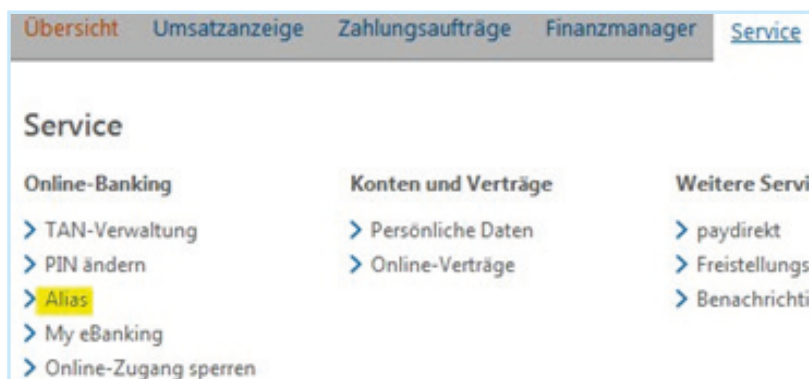 Übersicht Umsatzanzeige Zahlungsaufträge Finanzmanager Service
Service
Online-Banking
TAN-Verwaltung
PIN ändern
Alias
My eBanking
Online-Zugang sperren
Konten und Verträge
Persönliche Daten
Online-Verträge
Weitere Servi
paydirekt
Freistellungs
Benachrichti